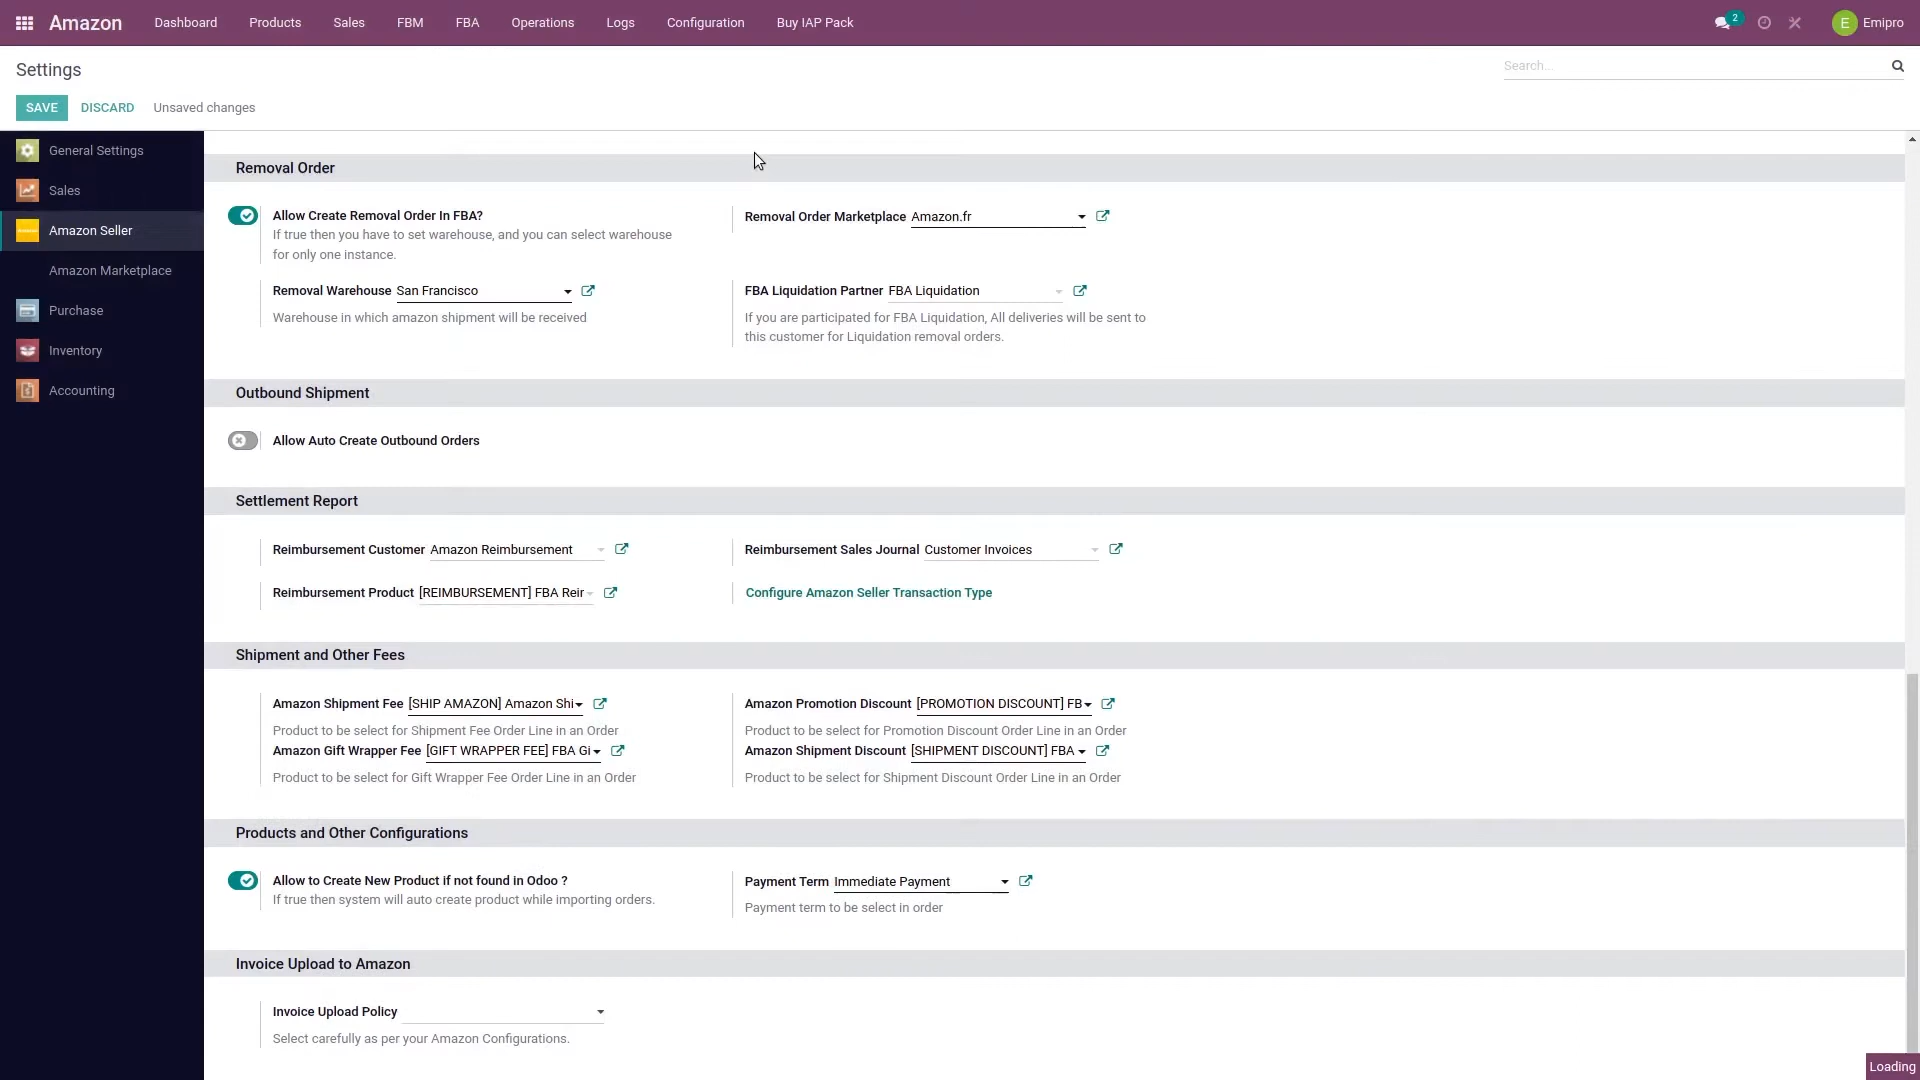 Amazon Dashboard Products Sales FBM FBA Operations Logs Configuration Buy IAP Pack 2 E Emipro
Settings Search...
SAVE DISCARD Unsaved changes
General Settings
Sales
Amazon Seller
Amazon Marketplace
Purchase
Inventory
Accounting
Removal Order
Allow Create Removal Order In FBA?
If true then you have to set warehouse, and you can select warehouse
for only one instance.
Removal Order Marketplace Amazon.fr
Removal Warehouse San Francisco
Warehouse in which amazon shipment will be received
FBA Liquidation Partner FBA Liquidation
If you are participated for FBA Liquidation, All deliveries will be sent to
this customer for Liquidation removal orders.
Outbound Shipment
Allow Auto Create Outbound Orders
Settlement Report
Reimbursement Customer Amazon Reimbursement
Reimbursement Sales Journal Customer Invoices
Reimbursement Product [REIMBURSEMENT] FBA Reir
Configure Amazon Seller Transaction Type
Shipment and Other Fees
Amazon Shipment Fee [SHIP AMAZON] Amazon Shi
Product to be select for Shipment Fee Order Line in an Order
Amazon Gift Wrapper Fee [GIFT WRAPPER FEE] FBA Gi
Product to be select for Gift Wrapper Fee Order Line in an Order
Amazon Promotion Discount [PROMOTION DISCOUNT] FB
Product to be select for Promotion Discount Order Line in an Order
Amazon Shipment Discount [SHIPMENT DISCOUNT] FBA
Product to be select for Shipment Discount Order Line in an Order
Products and Other Configurations
Allow to Create New Product if not found in Odoo ?
If true then system will auto create product while importing orders.
Payment Term Immediate Payment
Payment term to be select in order
Invoice Upload to Amazon
Invoice Upload Policy
Select carefully as per your Amazon Configurations.
Loading